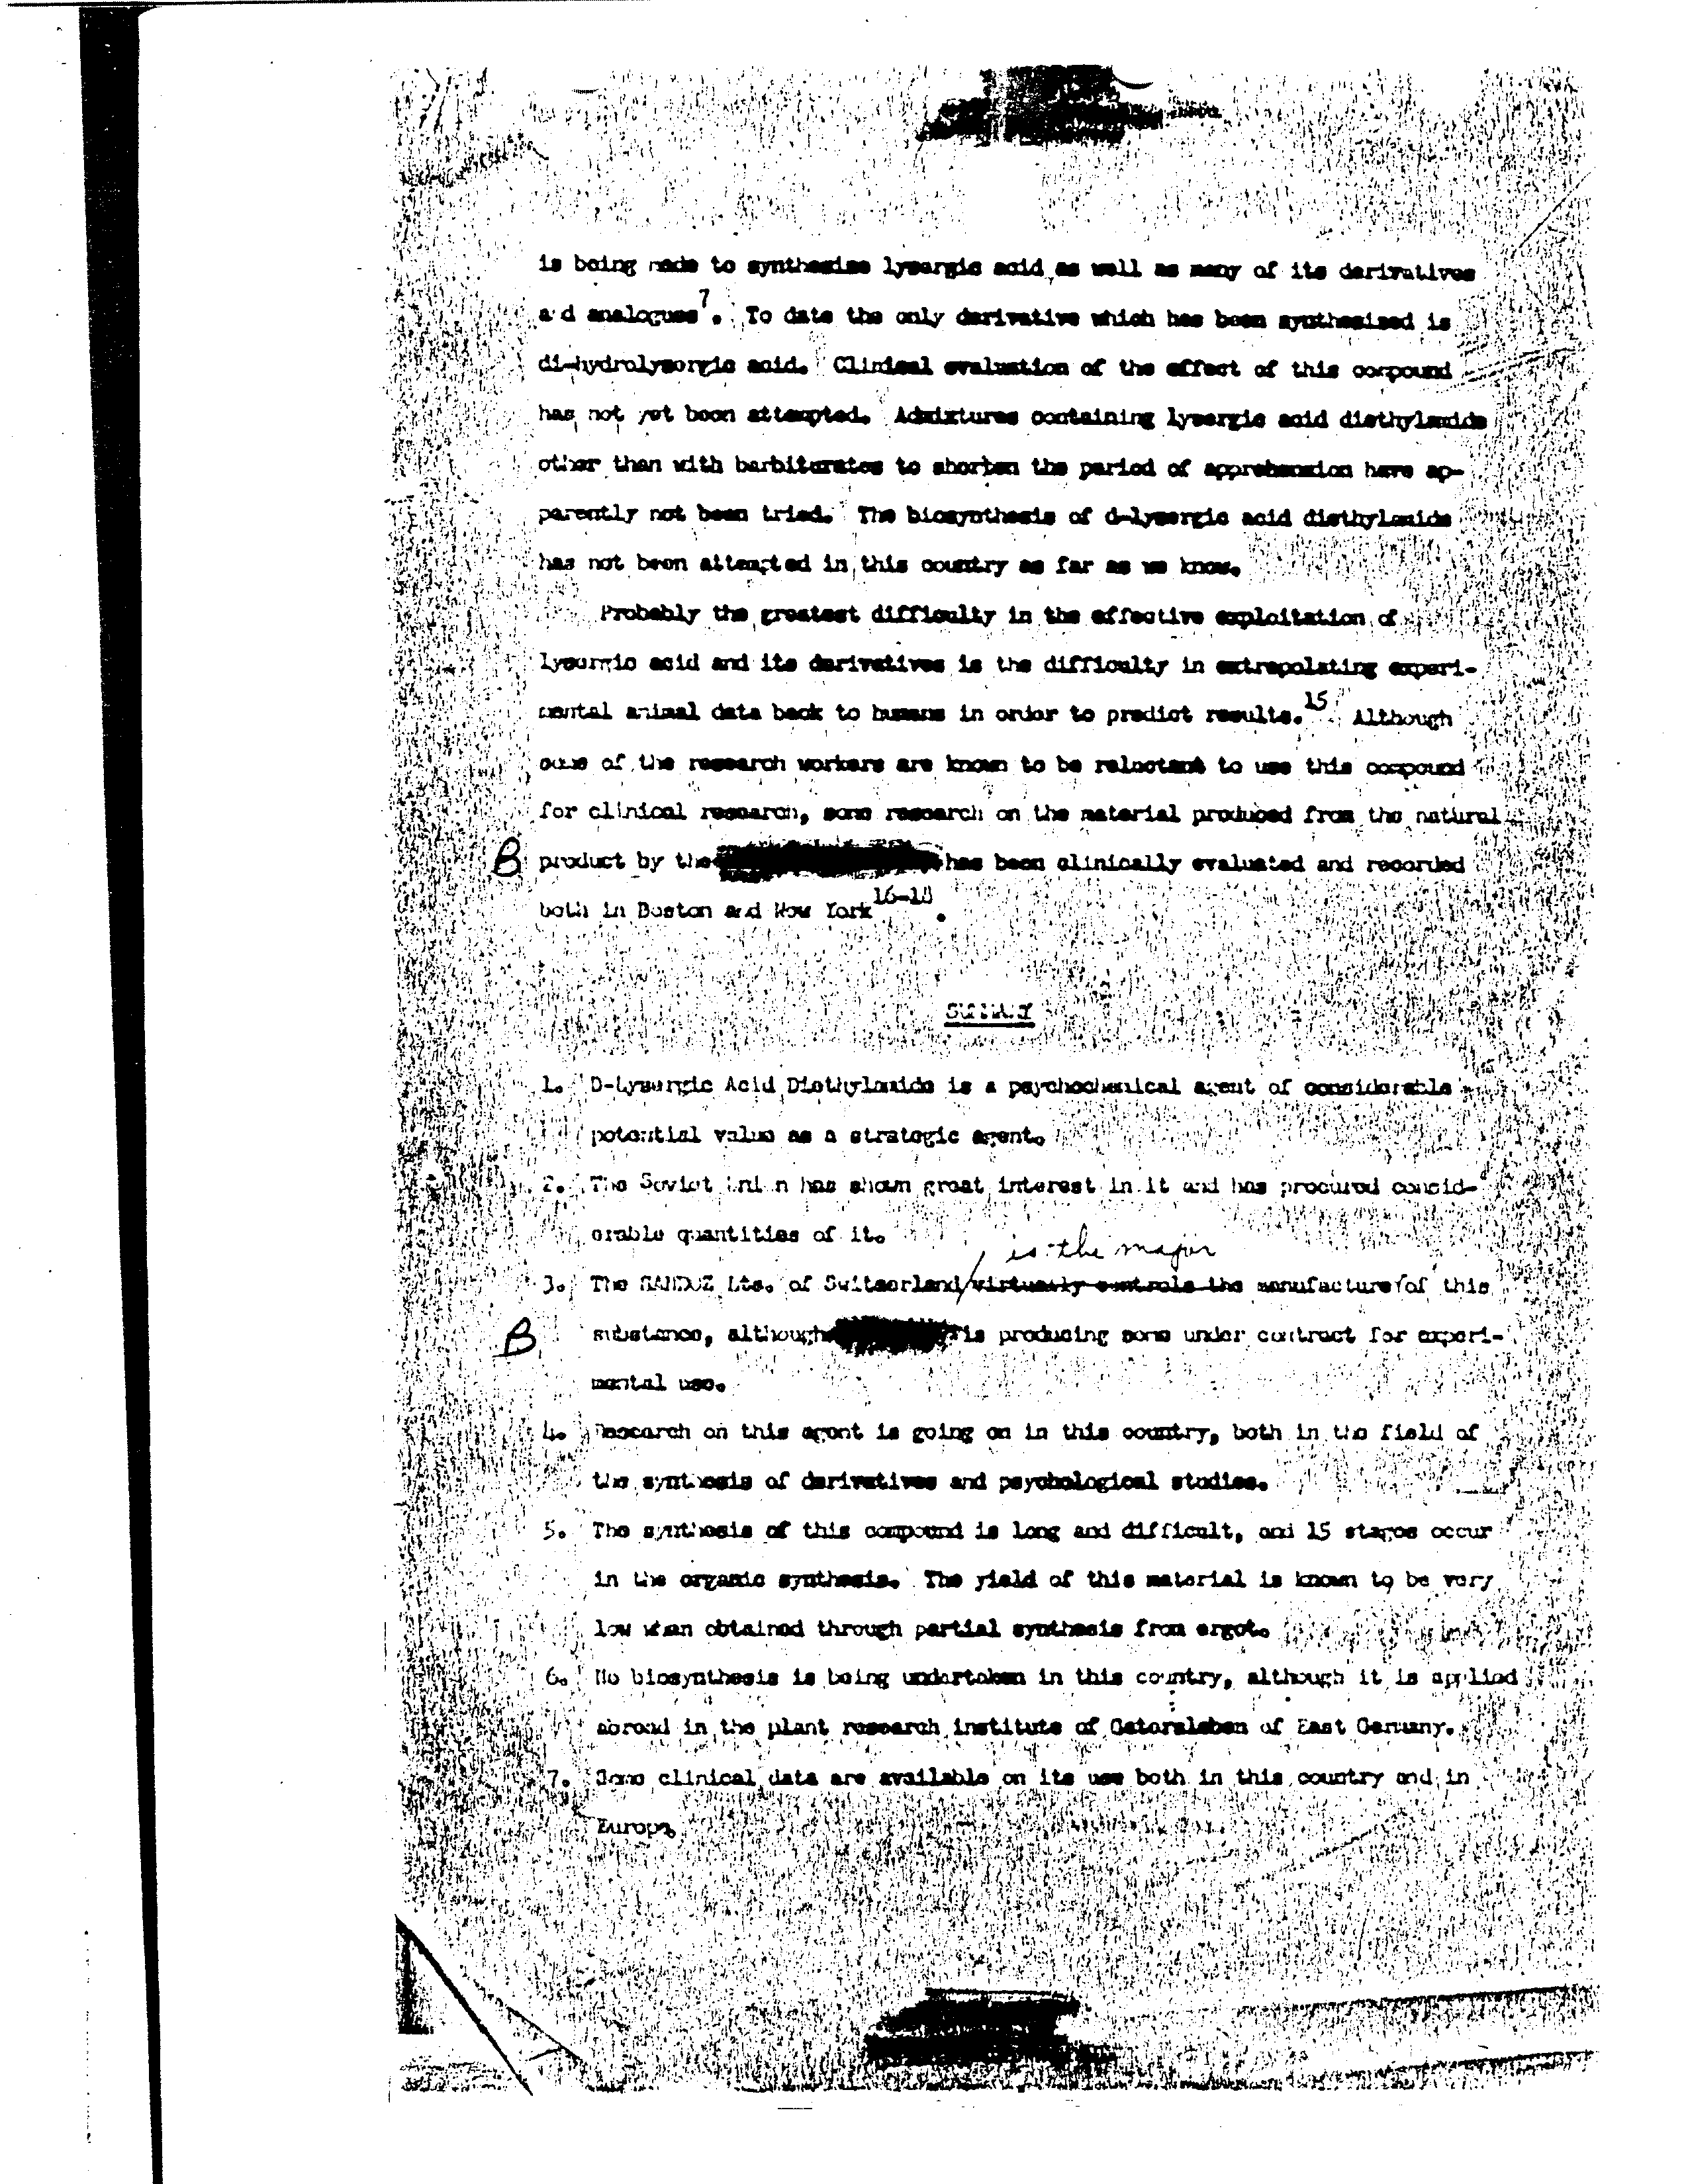 is being made to synthesize lysergic acid as well as many of its derivatives
a d analogues7. To date the only derivative which has been synthesized is
di-hydrolysergic acid. Clinical evaluation of the effect of this compound
has not yet been attempted. Admixtures containing lysergic acid diethylamide
other than with barbiturates to shorten the period of apprehension have ap-
parently not been tried. The biosynthesis of d-lysergic acid diethylamide
has not been attempted in this country as far as we know.
Probably the greatest difficulty in the effective exploitation of
lysergic acid and its derivatives is the difficulty in extrapolating experi-
mental animal data back to humans in order to predict results.15 Although
some of the research workers are known to be reluctant to use this compound
for clinical research, some research on the material produced from the natural
B product by the has been clinically evaluated and recorded
both in Boston and New York16-18.
SUMMARY
1. D-Lysergic Acid Diethylamide is a psychochemical agent of considerable
potential value as a strategic agent.
2. The Soviet Uni n has shown great interest in it and has procured consid-
erable quantities of it.
is the major
3. The SANDOZ Lts. of Switzerland/virtually controls the manufacture of this
B substance, although is producing some under contract for experi-
mental use.
4. Research on this agent is going on in this country, both in the field of
the synthesis of derivatives and psychological studies.
5. The synthesis of this compound is long and difficult, and 15 stages occur
in the organic synthesis. The yield of this material is known to be very
low when obtained through partial synthesis from ergot.
6. No biosynthesis is being undertaken in this country, although it is applied
abroad in the plant research institute of Gatersleben of East Germany.
7. Some clinical data are available on its use both in this country and in
Europe.